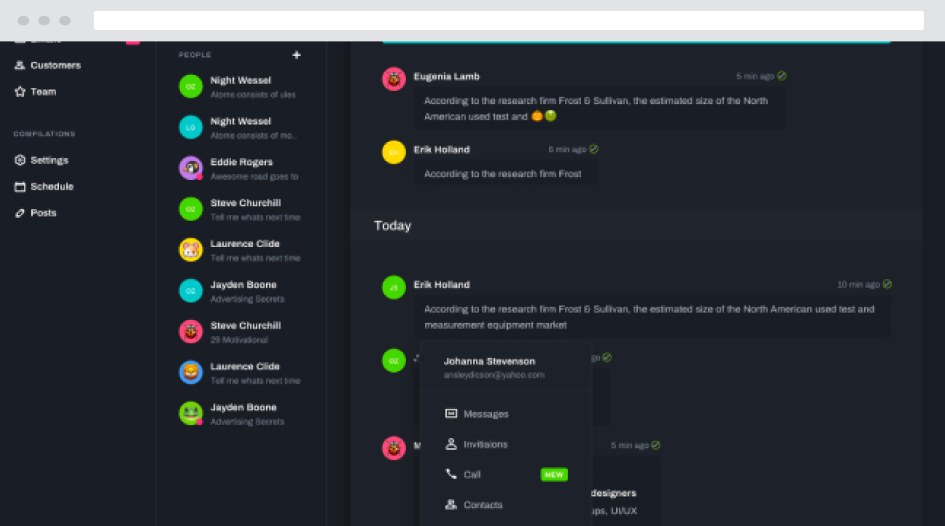 Customers
Team
COMPILATIONS
Settings
Schedule
Posts
PEOPLE +
OZ
Night Wessel
Atoms consists of ules
LG
Night Wessel
Atoms consists of mo..
Eddie Rogers
Awesome road goes to
OZ
Steve Churchill
Tell me whats next time
Laurence Clide
Tell me whats next time
OZ
Jayden Boone
Advertising Secrets
Steve Churchill
29 Motivational
Laurence Clide
Tell me whats next time
Jayden Boone
Advertising Secrets
Eugenia Lamb 5 min ago
According to the research firm Frost & Sullivan, the estimated size of the North
American used test and
Erik Holland 6 min ago
According to the research firm Frost
Today
JS
Erik Holland 10 min ago
According to the research firm Frost & Sullivan, the estimated size of the North American used test and
measurement equipment market
OZ
go
Johanna Stevenson
ansleydicson@yahoo.com
Messages
Invitiaions
Call NEW
Contacts
M 5 min ago
designers
ups, UI/UX